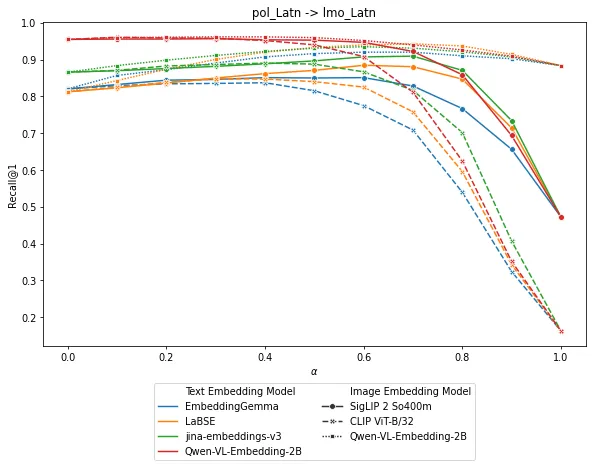 pol_Latn -> lmo_Latn
1.0
0.9
0.8
0.7
0.6
0.5
0.4
0.3
0.2
Recall@1
0.0 0.2 0.4 0.6 0.8 1.0
α
Text Embedding Model Image Embedding Model
EmbeddingGemma SigLIP 2 So400m
LaBSE CLIP ViT-B/32
jina-embeddings-v3 Qwen-VL-Embedding-2B
Qwen-VL-Embedding-2B